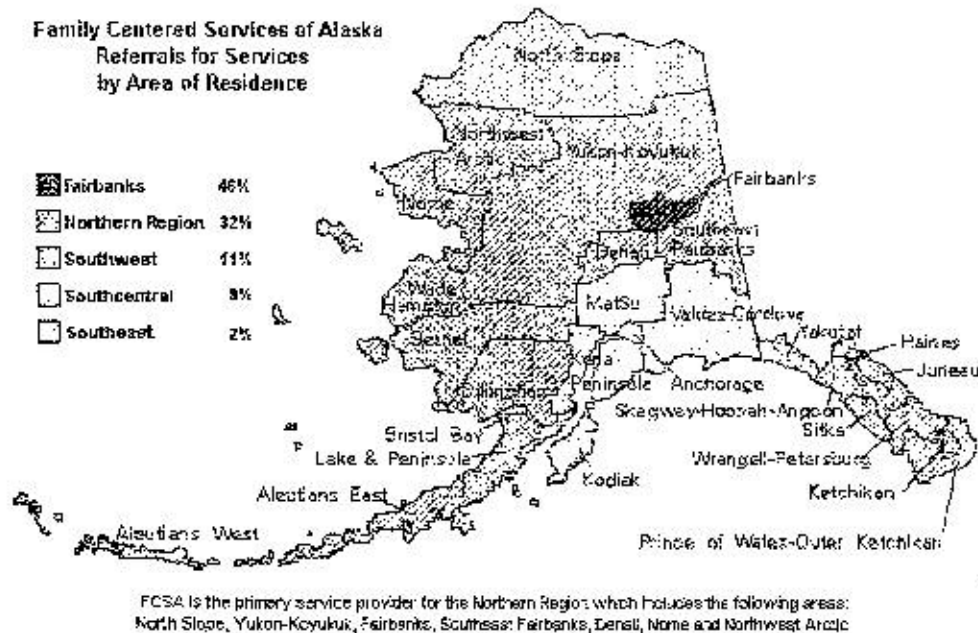 Family Centered Services of Alaska
Referrals for Services
by Area of Residence
North Slope
Northwest
Arctic
Yukon-Koyukuk
Fairbanks
Fairbanks 46%
Northern Region 32%
Southwest 11%
Southcentral 9%
Southeast 2%
Nome
Southeast
Fairbanks
Denali
Wade
Hampton
MatSu
Valdez-Cordova
Bethel
Yakutat
Haines
Juneau
Kenai
Peninsula
Anchorage
Dillingham
Skagway-Hoonah-Angoon
Sitka
Bristol Bay
Lake & Peninsula
Wrangell-Petersburg
Kodiak
Ketchikan
Aleutians East
Aleutians West
Prince of Wales-Outer Ketchikan
FCSA is the primary service provider for the Northern Region which includes the following areas:
North Slope, Yukon-Koyukuk, Fairbanks, Southeast Fairbanks, Denali, Nome and Northwest Arctic